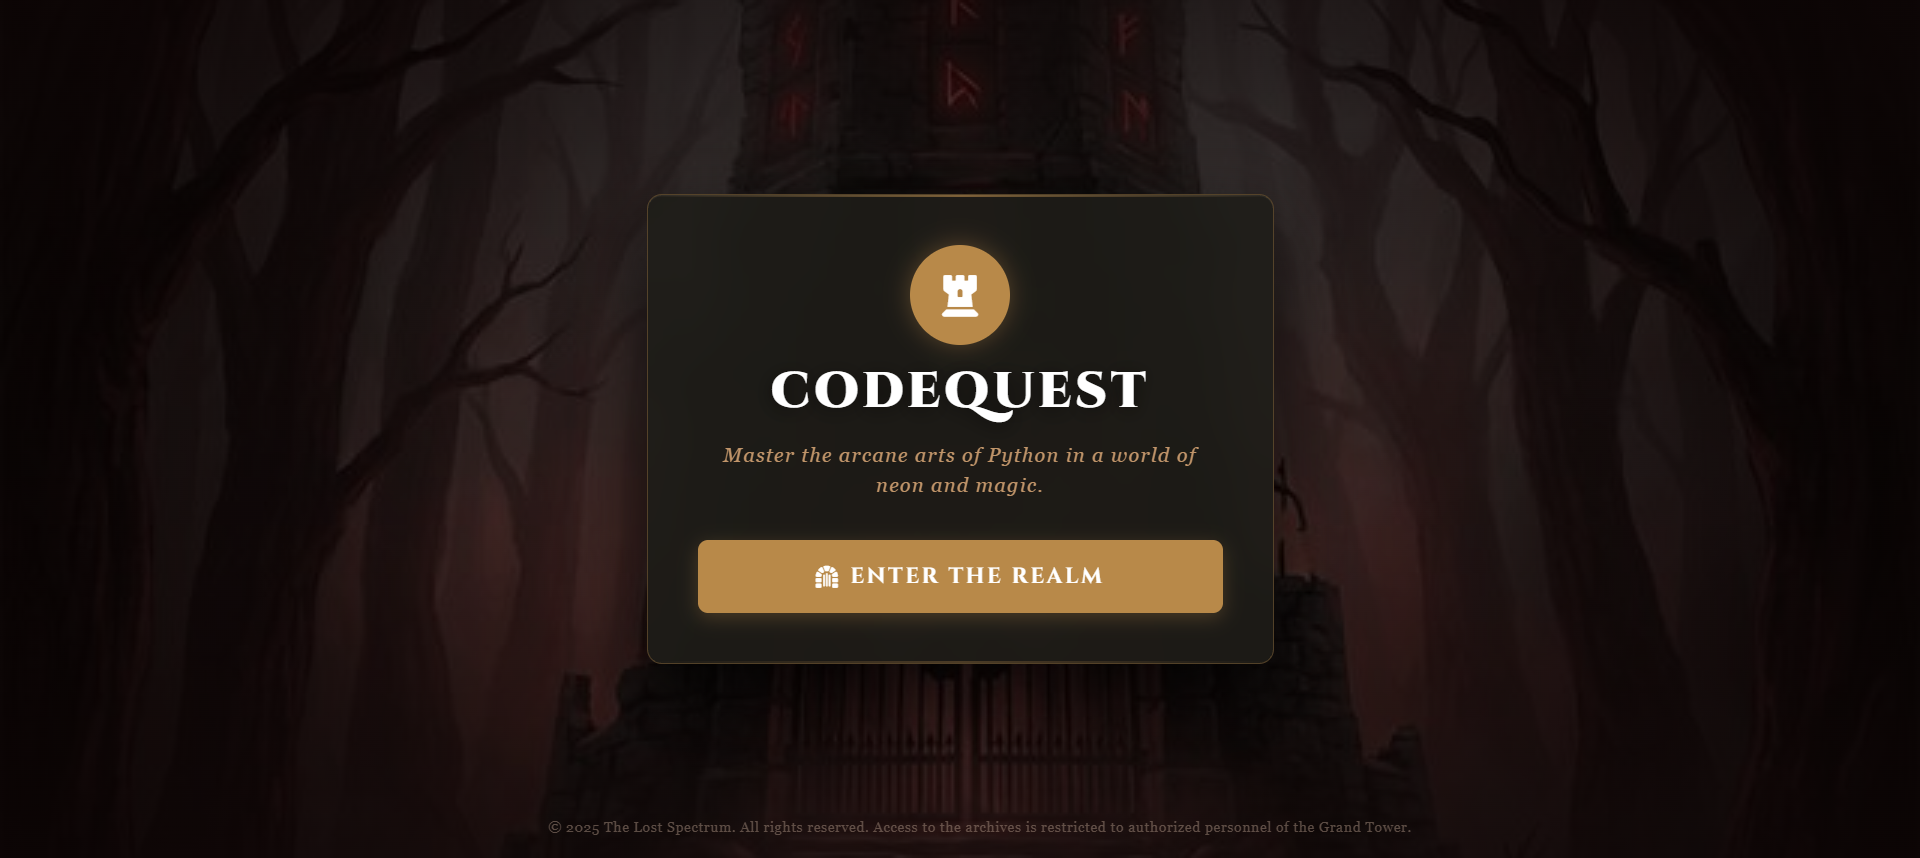 CODEQUEST
Master the arcane arts of Python in a world of
neon and magic.
ENTER THE REALM
© 2025 The Lost Spectrum. All rights reserved. Access to the archives is restricted to authorized personnel of the Grand Tower.